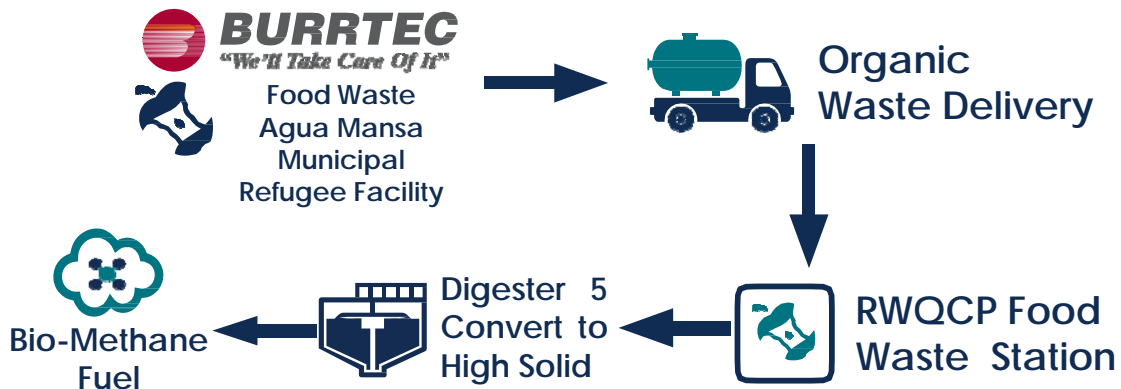 BURRTEC
“We'll Take Care Of It”
Food Waste
Agua Mansa
Municipal
Refugee Facility
Organic
Waste Delivery
RWQCP Food
Waste Station
Digester 5
Convert to
High Solid
Bio-Methane
Fuel